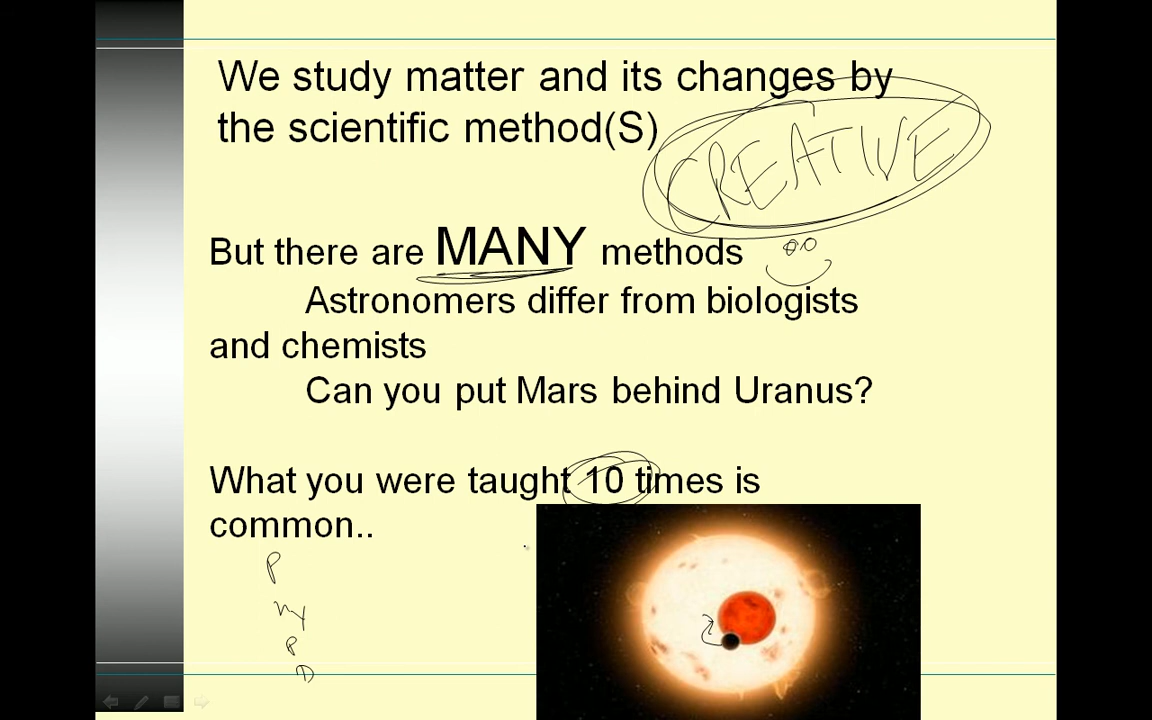 We study matter and its changes by
the scientific method(S)
CREATIVE
But there are MANY methods
Astronomers differ from biologists
and chemists
Can you put Mars behind Uranus?
What you were taught 10 times is
common..
P
hy
P
D